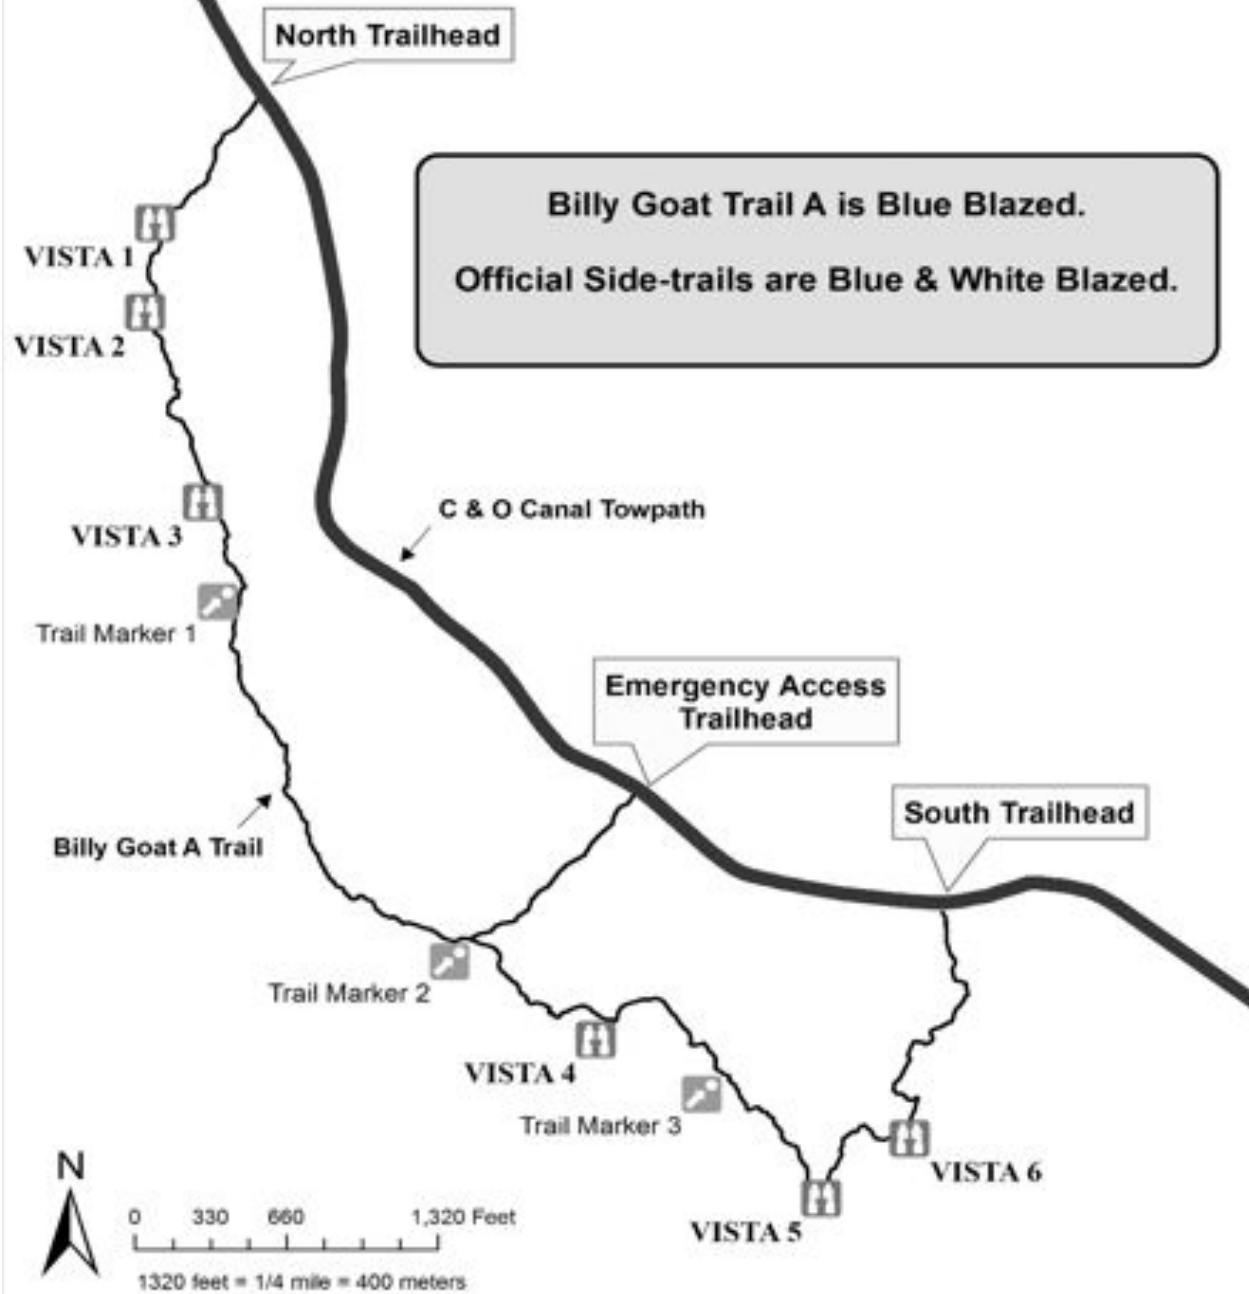 North Trailhead
Billy Goat Trail A is Blue Blazed.
Official Side-trails are Blue & White Blazed.
VISTA 1
VISTA 2
C & O Canal Towpath
VISTA 3
Trail Marker 1
Emergency Access
Trailhead
South Trailhead
Billy Goat A Trail
Trail Marker 2
VISTA 4
Trail Marker 3
VISTA 6
VISTA 5
N
0 330 660 1,320 Feet
1320 feet = 1/4 mile = 400 meters